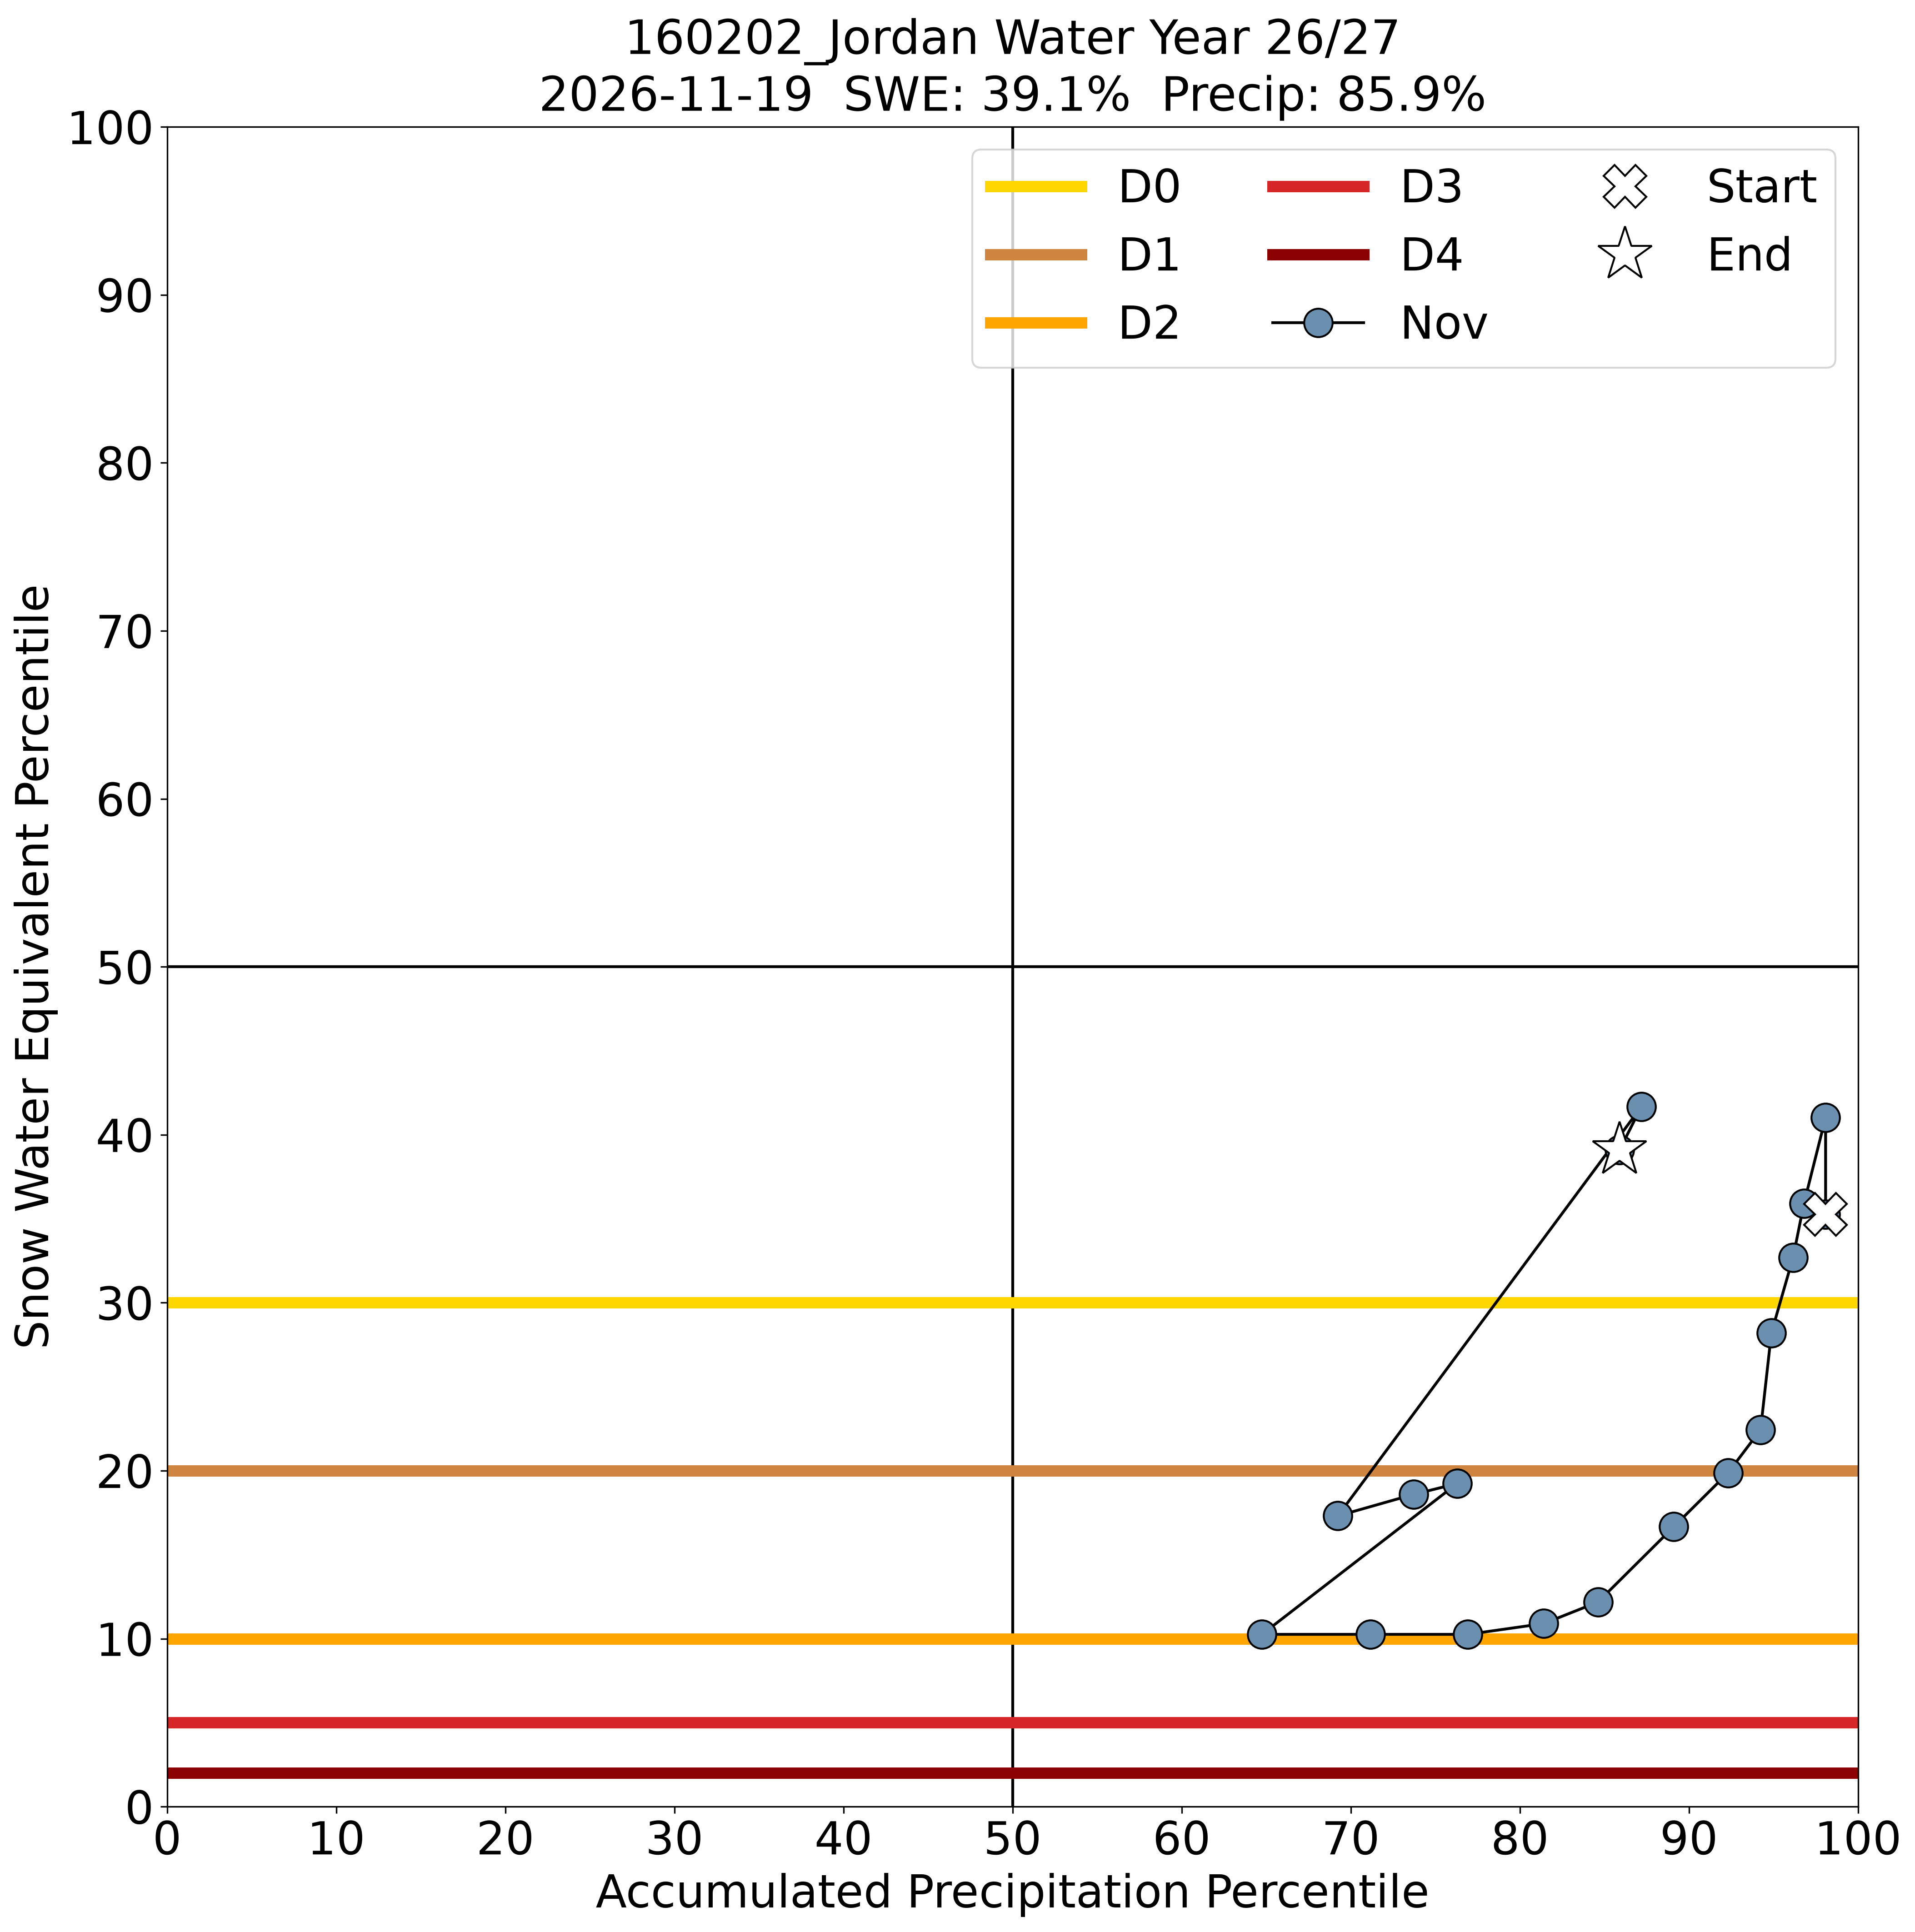 160202_Jordan Water Year 26/27
2026-11-19 SWE: 39.1% Precip: 85.9%
100
90
80
70
60
50
40
30
20
10
0
Snow Water Equivalent Percentile
D0
D1
D2
D3
D4
Nov
Start
End
0 10 20 30 40 50 60 70 80 90 100
Accumulated Precipitation Percentile